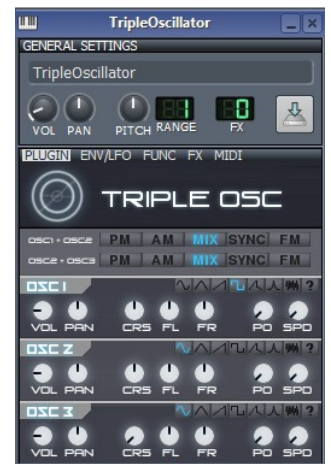 TripleOscillator
GENERAL SETTINGS
TripleOscillator
1 0
VOL PAN PITCH RANGE FX
PLUGIN ENV/LFO FUNC FX MIDI
TRIPLE OSC
OSC1 + OSC2 PM AM MIX SYNC FM
OSC2 + OSC3 PM AM MIX SYNC FM
OSC 1 ?
VOL PAN CRS FL FR PO SPD
OSC 2 ?
VOL PAN CRS FL FR PO SPD
OSC 3 ?
VOL PAN CRS FL FR PO SPD